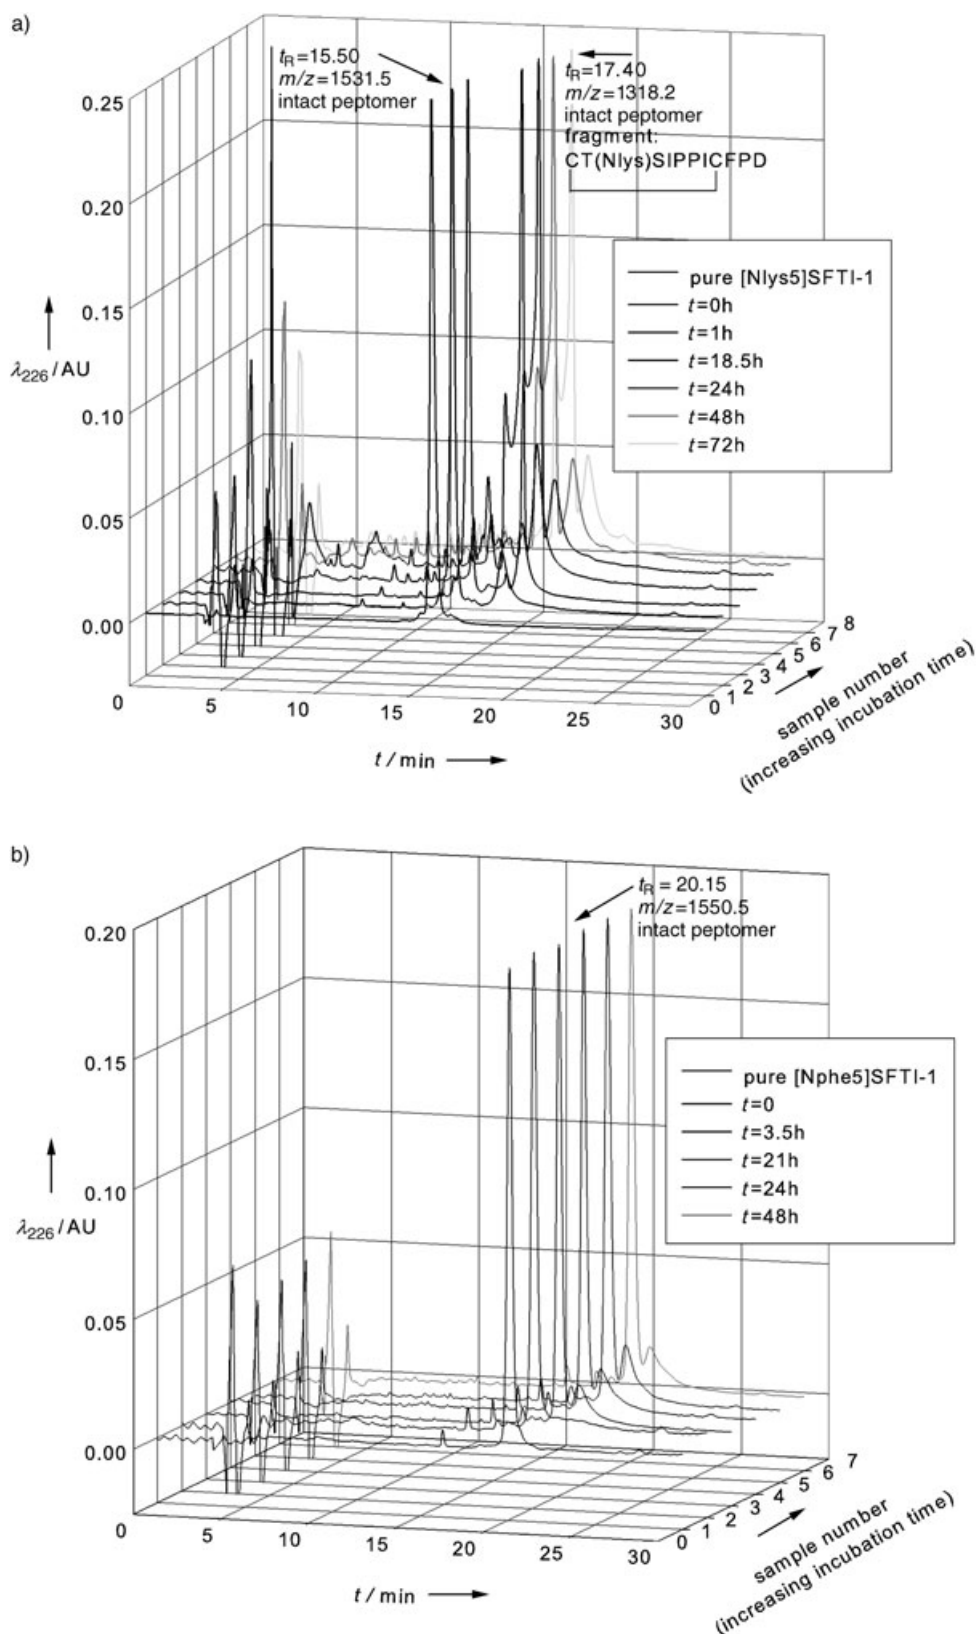 a)
tR=15.50
m/z=1531.5
intact peptomer
tR=17.40
m/z=1318.2
intact peptomer
fragment:
CT(Nlys)SIPPICFPD
0.25
0.20
0.15
λ226/AU
0.10
0.05
0.00
pure [Nlys5]SFTI-1
t=0h
t=1h
t=18.5h
t=24h
t=48h
t=72h
0 5 10 15 20 25 30
0 1 2 3 4 5 6 7 8
t / min
sample number
(increasing incubation time)
b)
tR = 20.15
m/z=1550.5
intact peptomer
0.20
0.15
0.10
λ226/AU
0.05
0.00
pure [Nphe5]SFTI-1
t=0
t=3.5h
t=21h
t=24h
t=48h
0 5 10 15 20 25 30
0 1 2 3 4 5 6 7
t / min
sample number
(increasing incubation time)